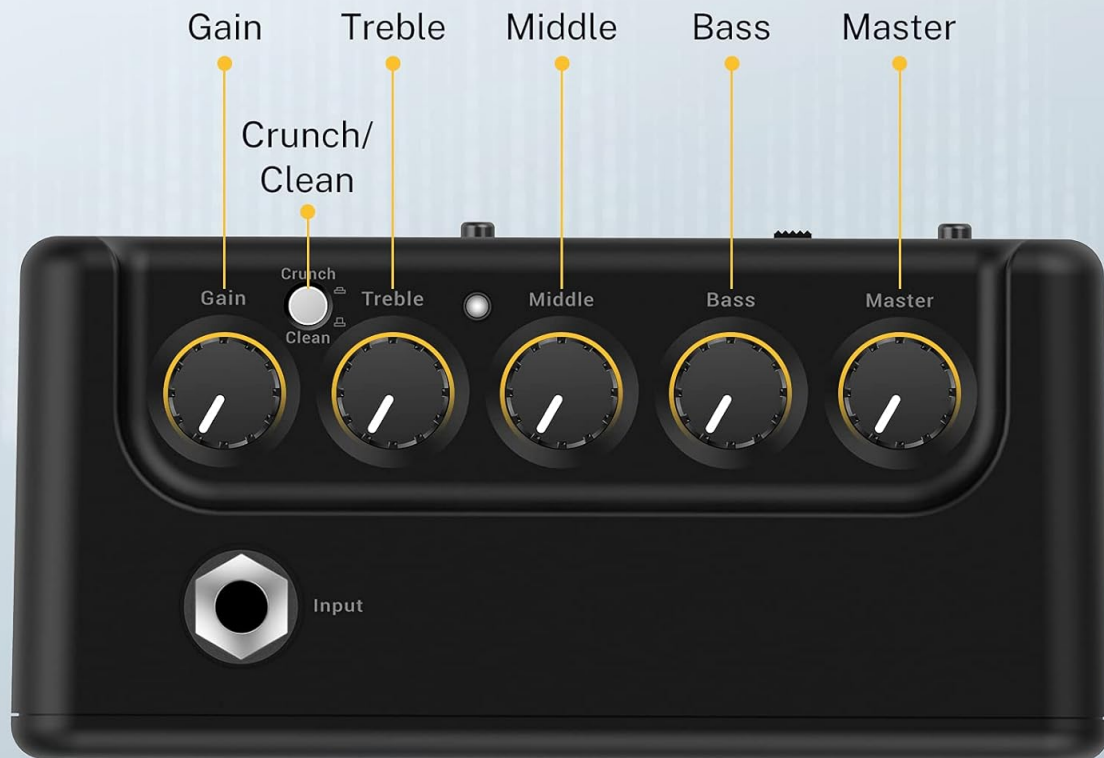 Gain Treble Middle Bass Master
Crunch/
Clean
Crunch
Gain Treble Middle Bass Master
Clean
Input